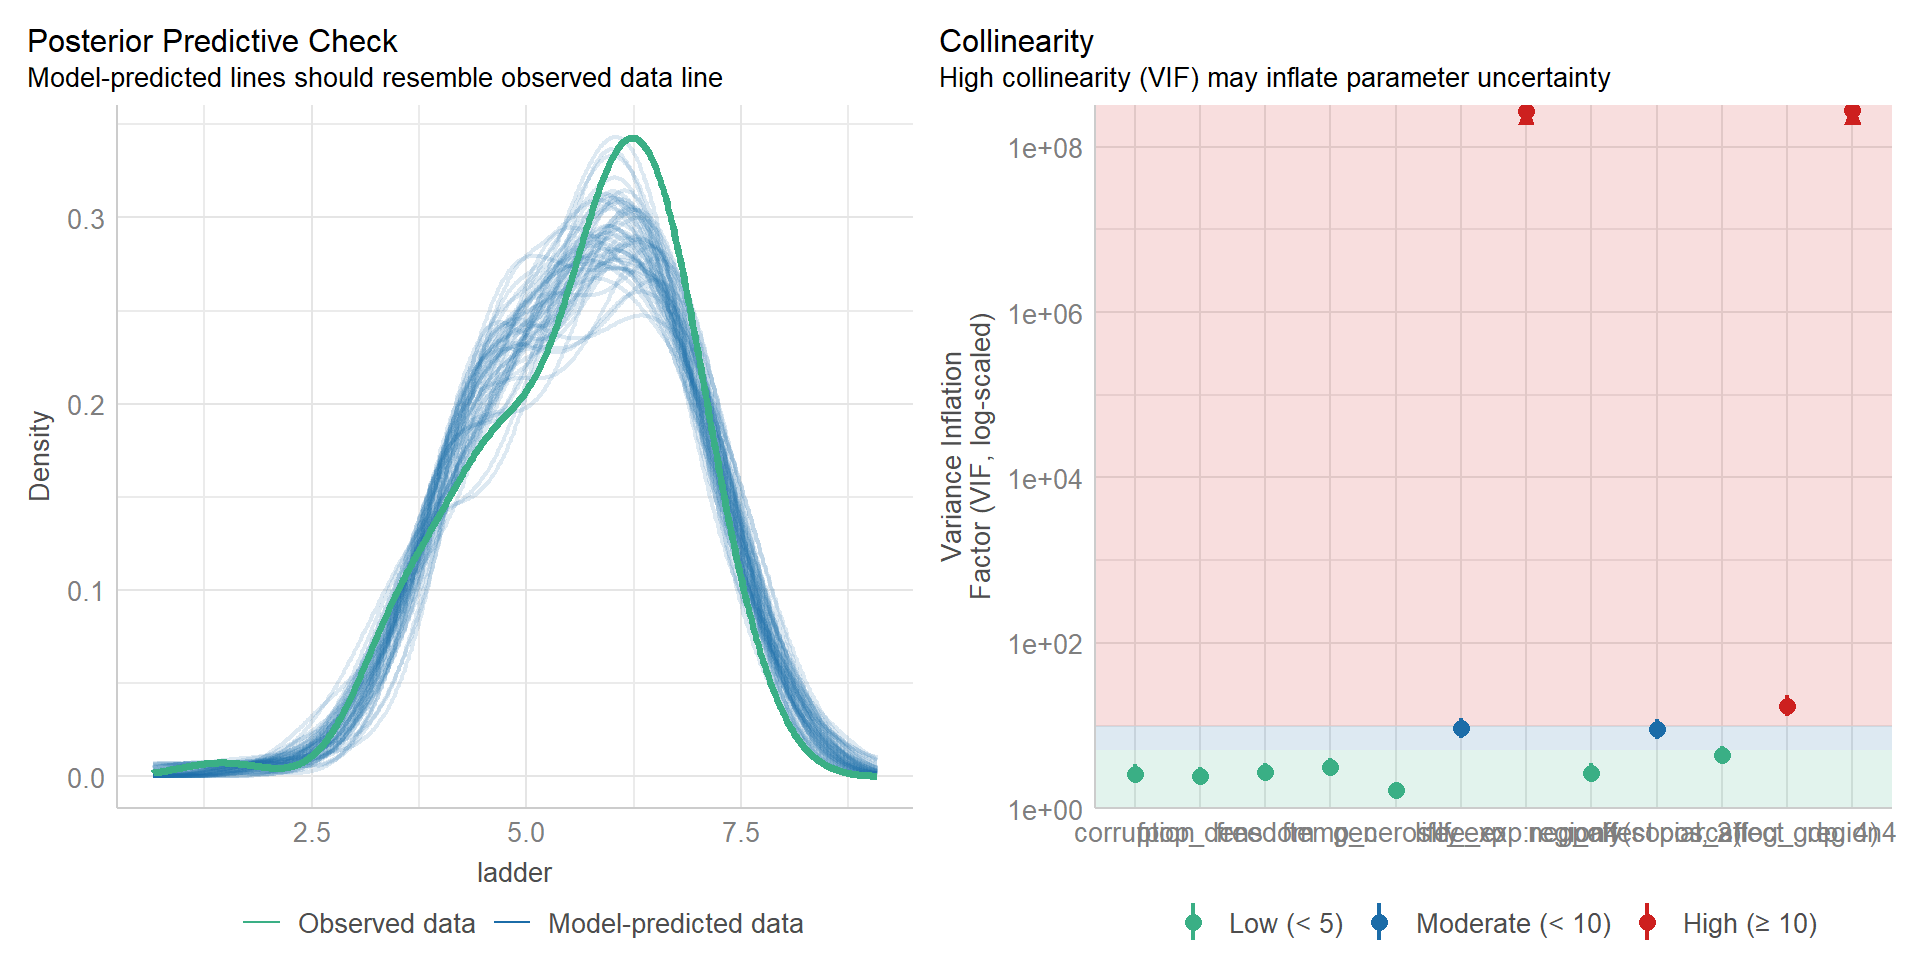 Posterior Predictive Check
Model-predicted lines should resemble observed data line
0.3
0.2
0.1
0.0
Density
2.5 5.0 7.5
ladder
Observed data Model-predicted data
Collinearity
High collinearity (VIF) may inflate parameter uncertainty
1e+08
1e+06
1e+04
1e+02
1e+00
Variance Inflation
Factor (VIF, log-scaled)
corruption
Low (< 5) Moderate (< 10) High (≥ 10)